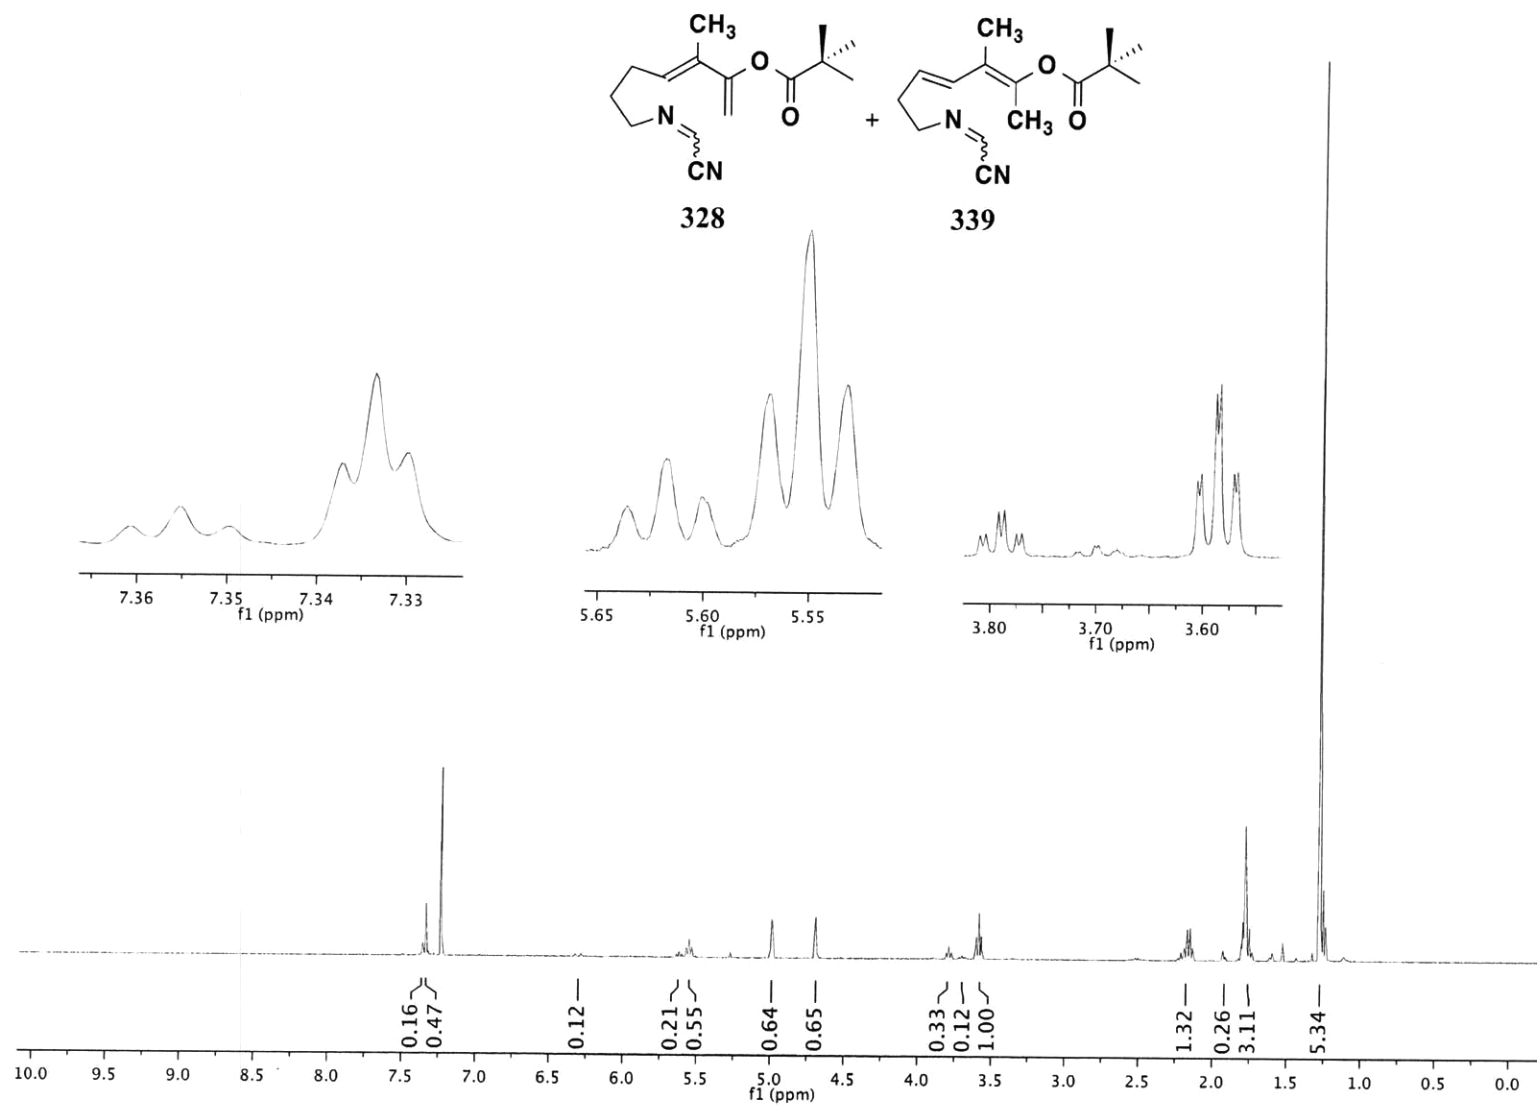 CH3
O
O
N
CN
328
+
CH3
O
CH3
O
N
CN
339
7.36 7.35 7.34 7.33
f1 (ppm)
5.65 5.60 5.55
f1 (ppm)
3.80 3.70 3.60
f1 (ppm)
0.16 0.47 0.12 0.21 0.55 0.64 0.65 0.33 0.12 1.00 1.32 0.26 3.11 5.34
10.0 9.5 9.0 8.5 8.0 7.5 7.0 6.5 6.0 5.5 5.0 4.5 4.0 3.5 3.0 2.5 2.0 1.5 1.0 0.5 0.0
f1 (ppm)